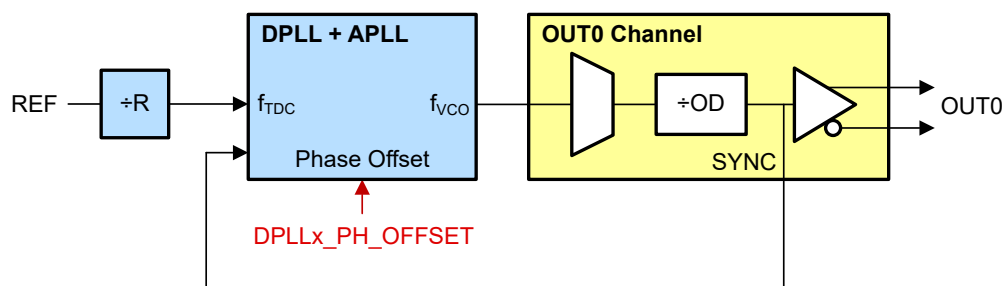 DPLL + APLL
OUT0 Channel
REF
÷R
fTDC
fVCO
÷OD
OUT0
Phase Offset
SYNC
DPLLx_PH_OFFSET